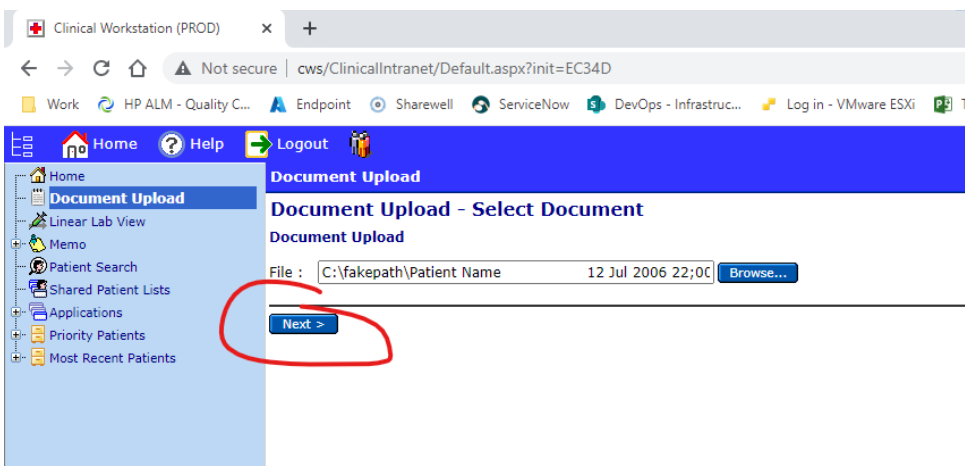 Clinical Workstation (PROD)
Not secure | cws/ClinicalIntranet/Default.aspx?init=EC34D
Work HP ALM - Quality C... Endpoint Sharewell ServiceNow DevOps - Infrastruc... Log in - VMware ESXi
Home Help Logout
Home
Document Upload
Linear Lab View
Memo
Patient Search
Shared Patient Lists
Applications
Priority Patients
Most Recent Patients
Document Upload
Document Upload - Select Document
Document Upload
File : C:\fakepath\Patient Name 12 Jul 2006 22;00 Browse...
Next >